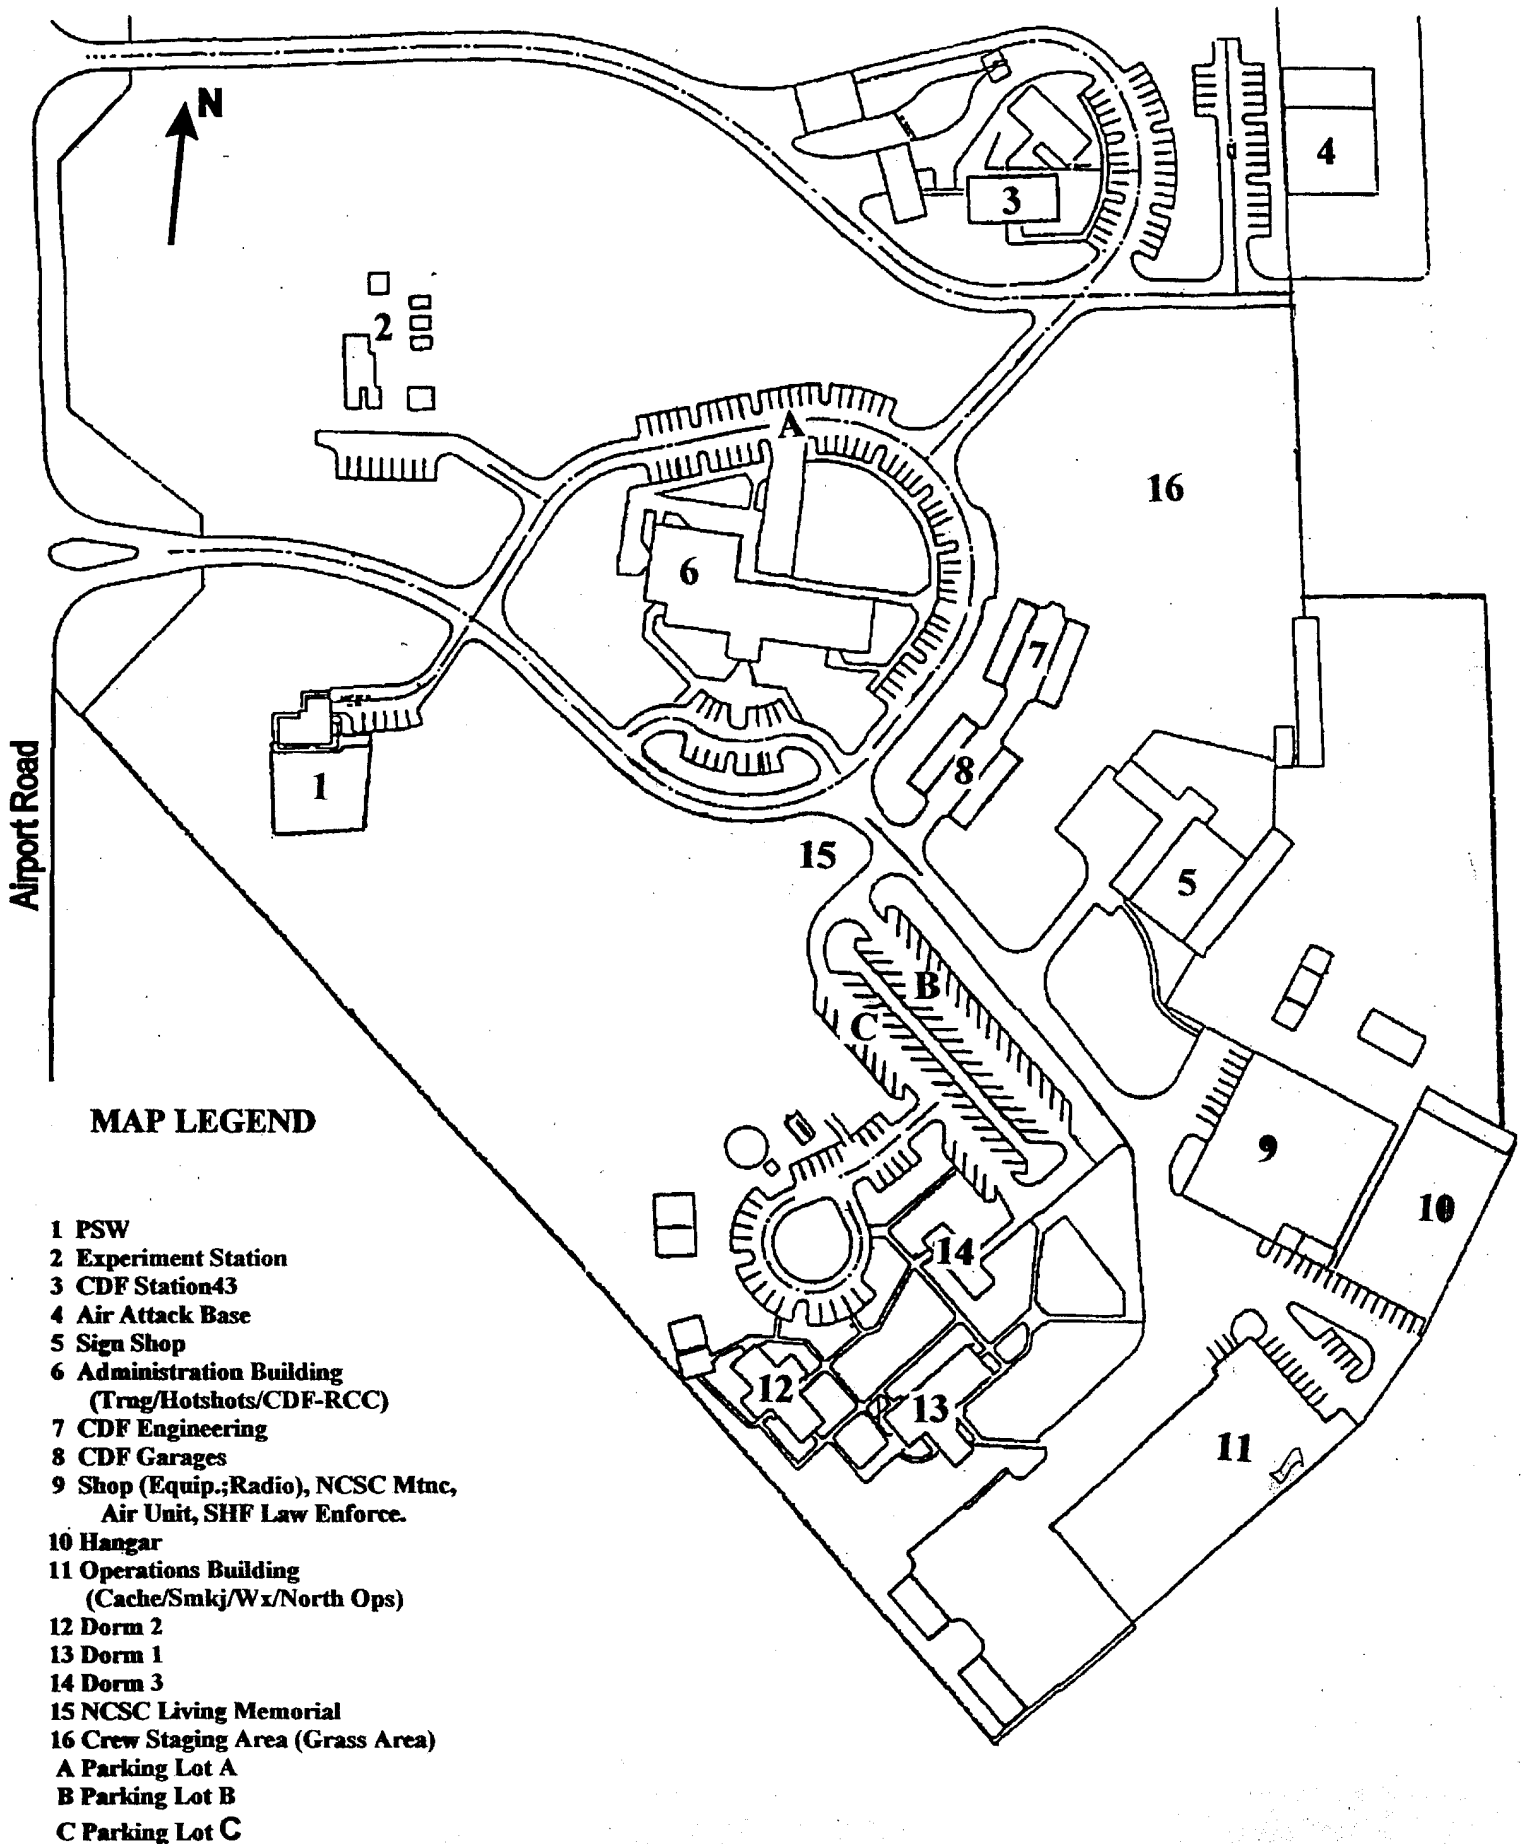 N
4
3
2
A
16
6
7
8
1
15
5
Airport Road
B
C
9
10
14
12
13
11
MAP LEGEND
1 PSW
2 Experiment Station
3 CDF Station43
4 Air Attack Base
5 Sign Shop
6 Administration Building
(Trng/Hotshots/CDF-RCC)
7 CDF Engineering
8 CDF Garages
9 Shop (Equip.;Radio), NCSC Mtnc,
Air Unit, SHF Law Enforce.
10 Hangar
11 Operations Building
(Cache/Smkj/Wx/North Ops)
12 Dorm 2
13 Dorm 1
14 Dorm 3
15 NCSC Living Memorial
16 Crew Staging Area (Grass Area)
A Parking Lot A
B Parking Lot B
C Parking Lot C